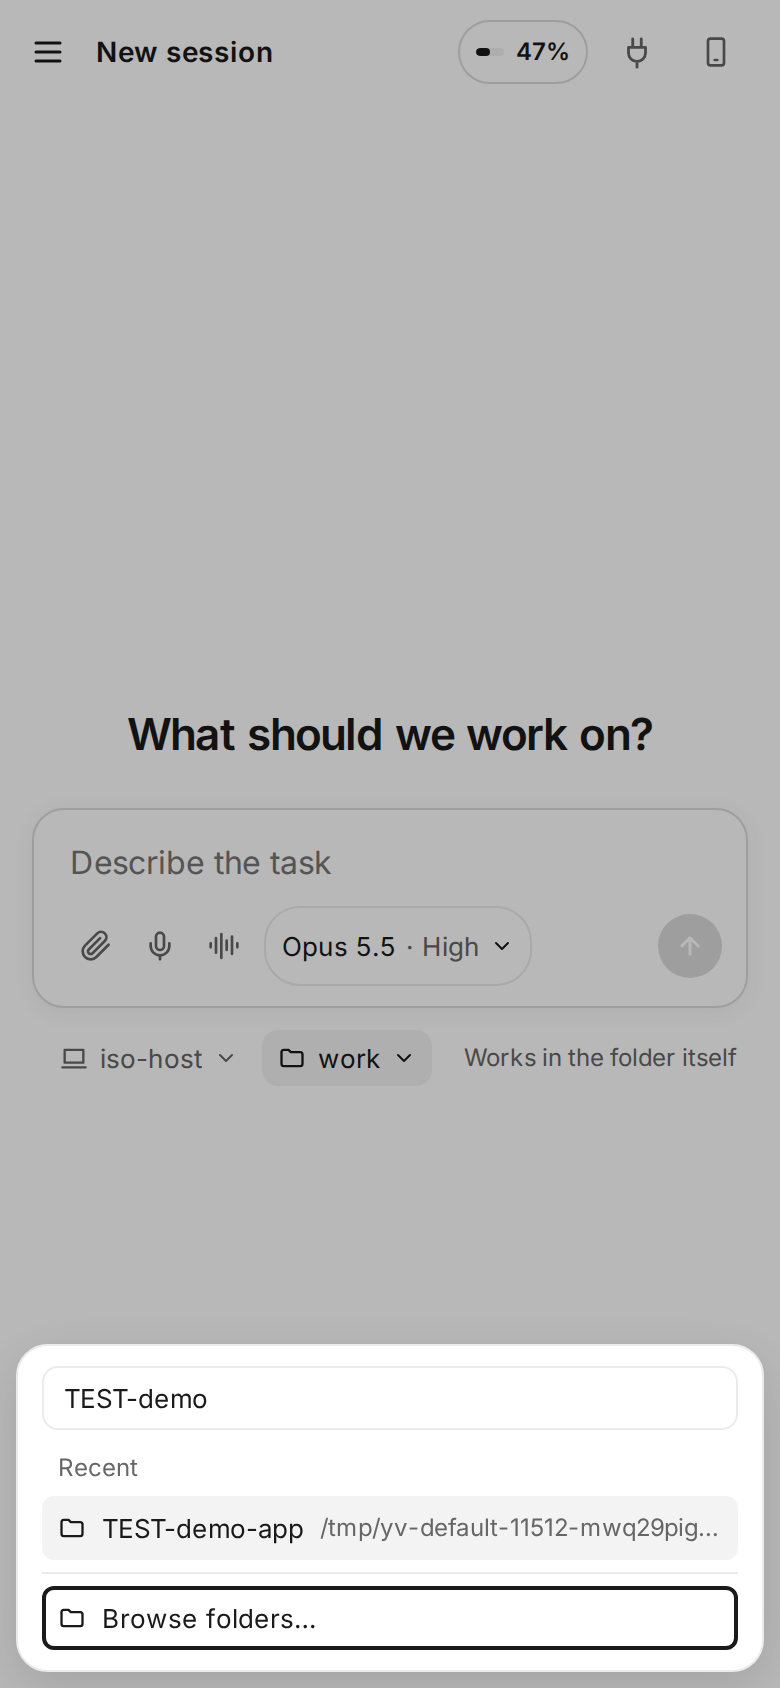 New session
47%
What should we work on?
Describe the task
Opus 5.5 · High
iso-host
work
Works in the folder itself
TEST-demo
Recent
TEST-demo-app /tmp/yv-default-11512-mwq29pig...
Browse folders...